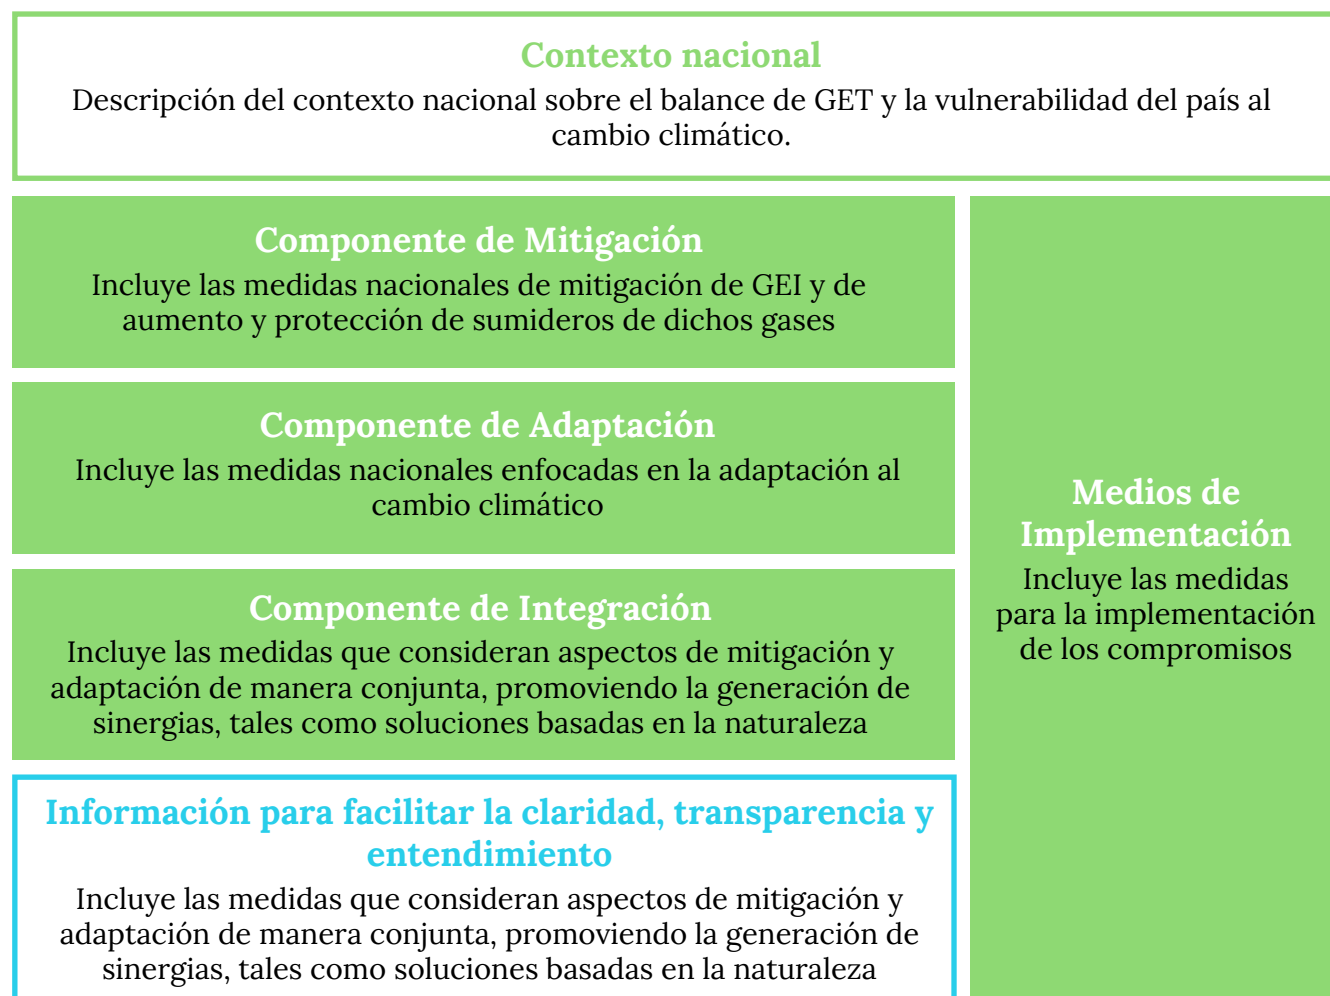 Contexto nacional
Descripción del contexto nacional sobre el balance de GET y la vulnerabilidad del país al
cambio climático.
Componente de Mitigación
Incluye las medidas nacionales de mitigación de GEI y de
aumento y protección de sumideros de dichos gases
Componente de Adaptación
Incluye las medidas nacionales enfocadas en la adaptación al
cambio climático
Componente de Integración
Incluye las medidas que consideran aspectos de mitigación y
adaptación de manera conjunta, promoviendo la generación de
sinergias, tales como soluciones basadas en la naturaleza
Información para facilitar la claridad, transparencia y
entendimiento
Incluye las medidas que consideran aspectos de mitigación y
adaptación de manera conjunta, promoviendo la generación de
sinergias, tales como soluciones basadas en la naturaleza
Medios de
Implementación
Incluye las medidas
para la implementación
de los compromisos